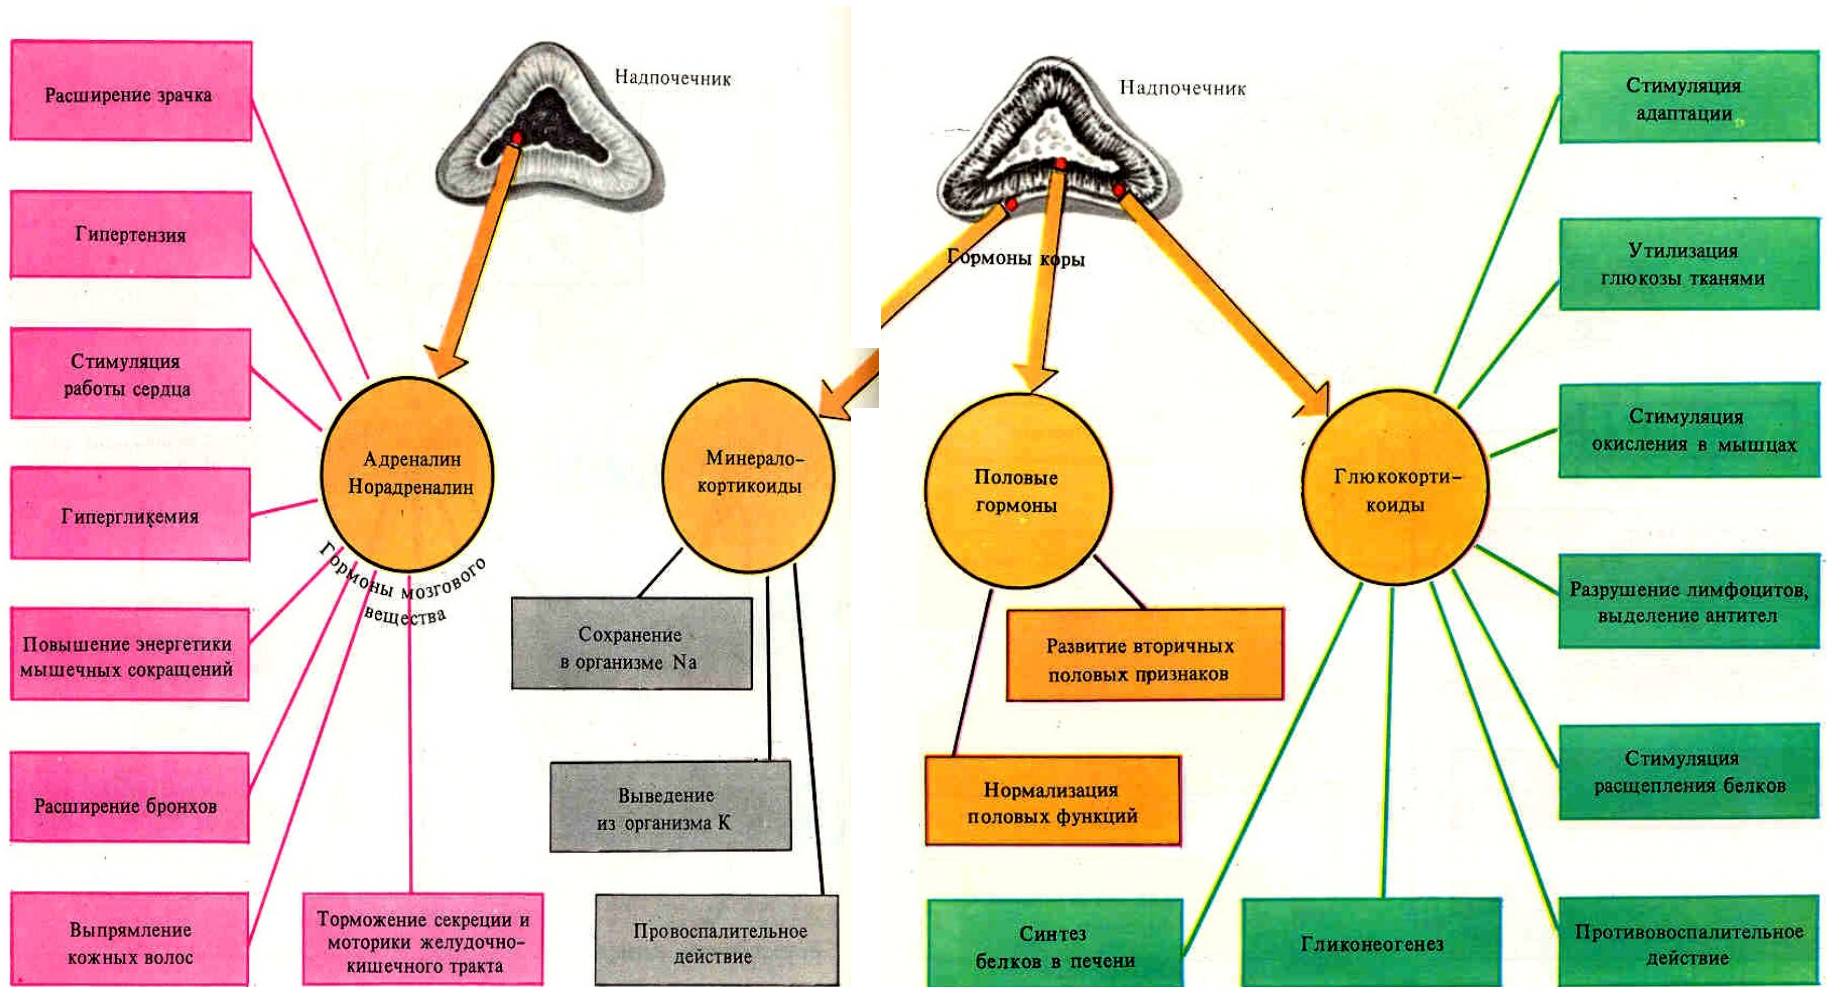 Надпочечник
Расширение зрачка
Гипертензия
Стимуляция
работы сердца
Гипергликемия
Повышение энергетики
мышечных сокращений
Расширение бронхов
Выпрямление
кожных волос
Торможение секреции и
моторики желудочно-
кишечного тракта
Адреналин
Норадреналин
Гормоны мозгового
вещества
Минерало-
кортикоиды
Сохранение
в организме Na
Выведение
из организма K
Провоспалительное
действие
Надпочечник
Гормоны коры
Половые
гормоны
Развитие вторичных
половых признаков
Нормализация
половых функций
Глюкокорти-
коиды
Стимуляция
адаптации
Утилизация
глюкозы тканями
Стимуляция
окисления в мышцах
Разрушение лимфоцитов,
выделение антител
Стимуляция
расщепления белков
Противовоспалительное
действие
Гликонеогенез
Синтез
белков в печени